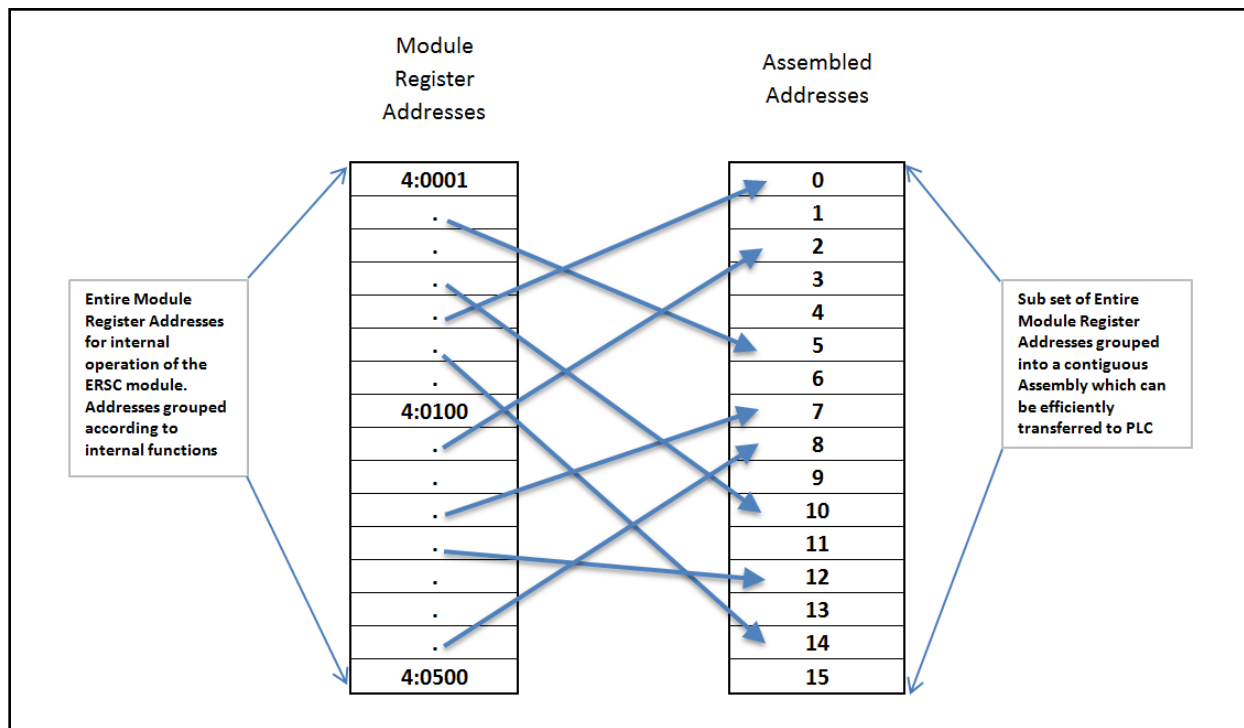 Module
Register
Addresses
Assembled
Addresses
4:0001
.
.
.
.
.
.
4:0100
.
.
.
.
.
.
.
4:0500
0
1
2
3
4
5
6
7
8
9
10
11
12
13
14
15
Entire Module
Register Addresses
for internal
operation of the
ERSC module.
Addresses grouped
according to
internal functions
Sub set of Entire
Module Register
Addresses grouped
into a contiguous
Assembly which can
be efficiently
transferred to PLC